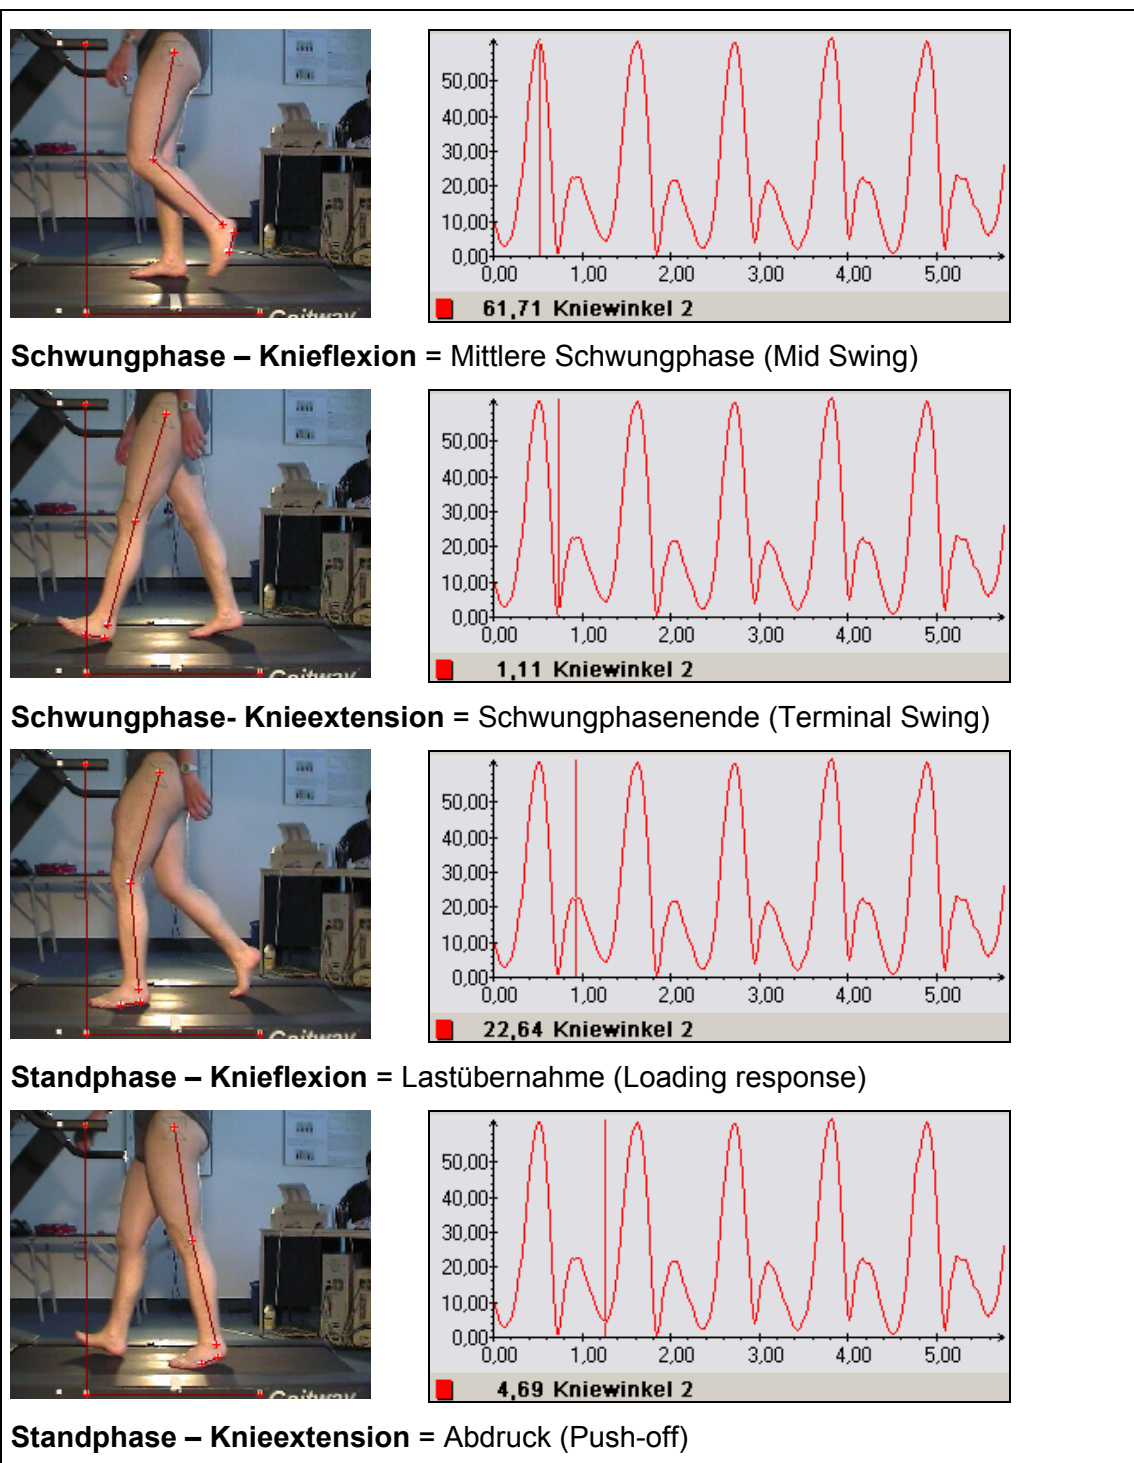 50,00
40,00
30,00
20,00
10,00
0,00
0,00 1,00 2,00 3,00 4,00 5,00
61,71 Kniewinkel 2
Gaitway
Schwungphase – Knieflexion = Mittlere Schwungphase (Mid Swing)
50,00
40,00
30,00
20,00
10,00
0,00
0,00 1,00 2,00 3,00 4,00 5,00
1,11 Kniewinkel 2
Gaitway
Schwungphase- Knieextension = Schwungphasenende (Terminal Swing)
50,00
40,00
30,00
20,00
10,00
0,00
0,00 1,00 2,00 3,00 4,00 5,00
22,64 Kniewinkel 2
Gaitway
Standphase – Knieflexion = Lastübernahme (Loading response)
50,00
40,00
30,00
20,00
10,00
0,00
0,00 1,00 2,00 3,00 4,00 5,00
4,69 Kniewinkel 2
Gaitway
Standphase – Knieextension = Abdruck (Push-off)